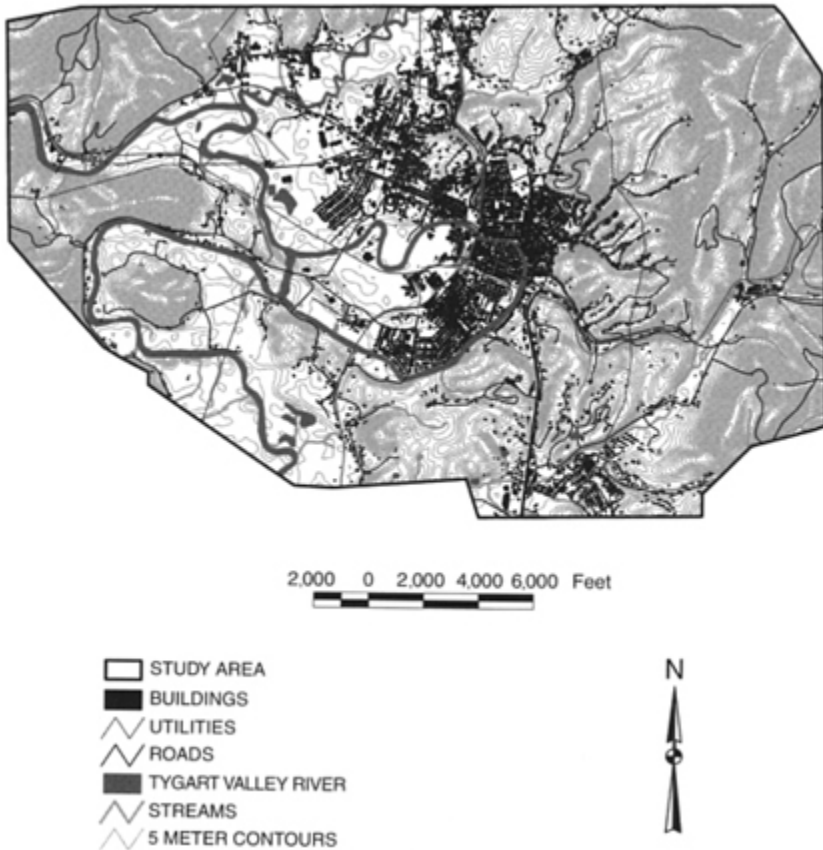 2,000 0 2,000 4,000 6,000 Feet
STUDY AREA
N
BUILDINGS
UTILITIES
ROADS
TYGART VALLEY RIVER
STREAMS
5 METER CONTOURS